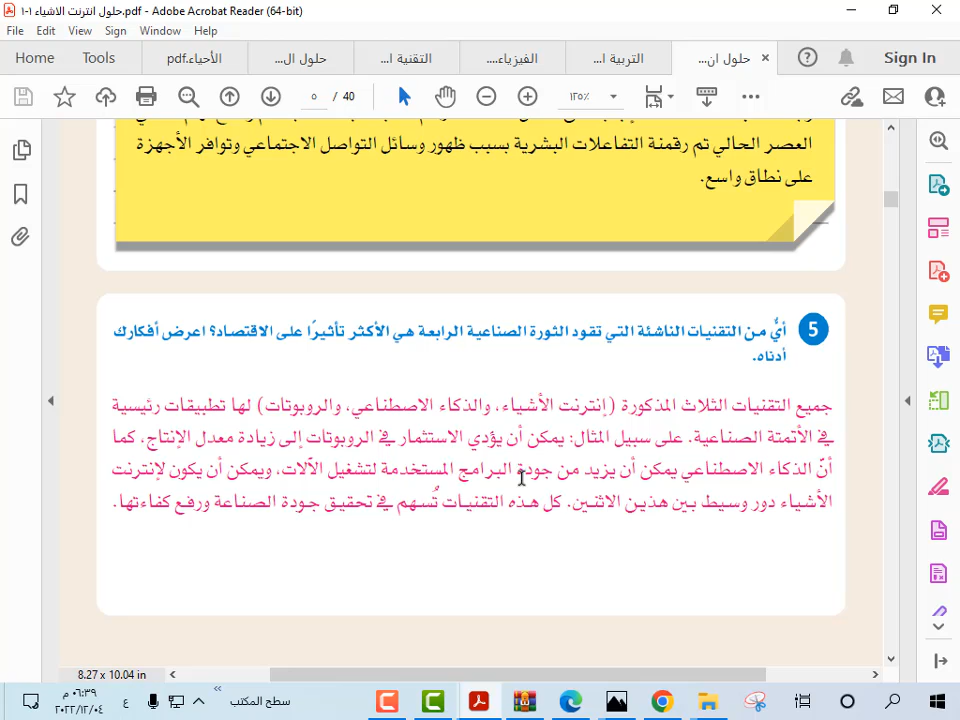 حلول انترنت الاشياء ١-١.pdf - Adobe Acrobat Reader (64-bit)
File Edit View Sign Window Help
Home Tools الأحياء.pdf حلول ال... التقنية ا... الفيزياء.... التربية ا... حلول ان... Sign In
٥ / 40 ١٢٥٪
العصر الحالي تم رقمنة التفاعلات البشرية بسبب ظهور وسائل التواصل الاجتماعي وتوافر الأجهزة
على نطاق واسع.
5 أيٌّ من التقنيات الناشئة التي تقود الثورة الصناعية الرابعة هي الأكثر تأثيرًا على الاقتصاد؟ اعرض أفكارك
أدناه.
جميع التقنيات الثلاث المذكورة (إنترنت الأشياء، والذكاء الاصطناعي، والروبوتات) لها تطبيقات رئيسية
في الأتمتة الصناعية. على سبيل المثال: يمكن أن يؤدي الاستثمار في الروبوتات إلى زيادة معدل الإنتاج، كما
أنّ الذكاء الاصطناعي يمكن أن يزيد من جودة البرامج المستخدمة لتشغيل الآلات، ويمكن أن يكون لإنترنت
الأشياء دور وسيط بين هذين الاثنين. كل هذه التقنيات تُسهم في تحقيق جودة الصناعة ورفع كفاءتها.
8.27 x 10.04 in
٠٦:٣٩ م
٢٠٢٢/١٢/٠٤
ع
سطح المكتب